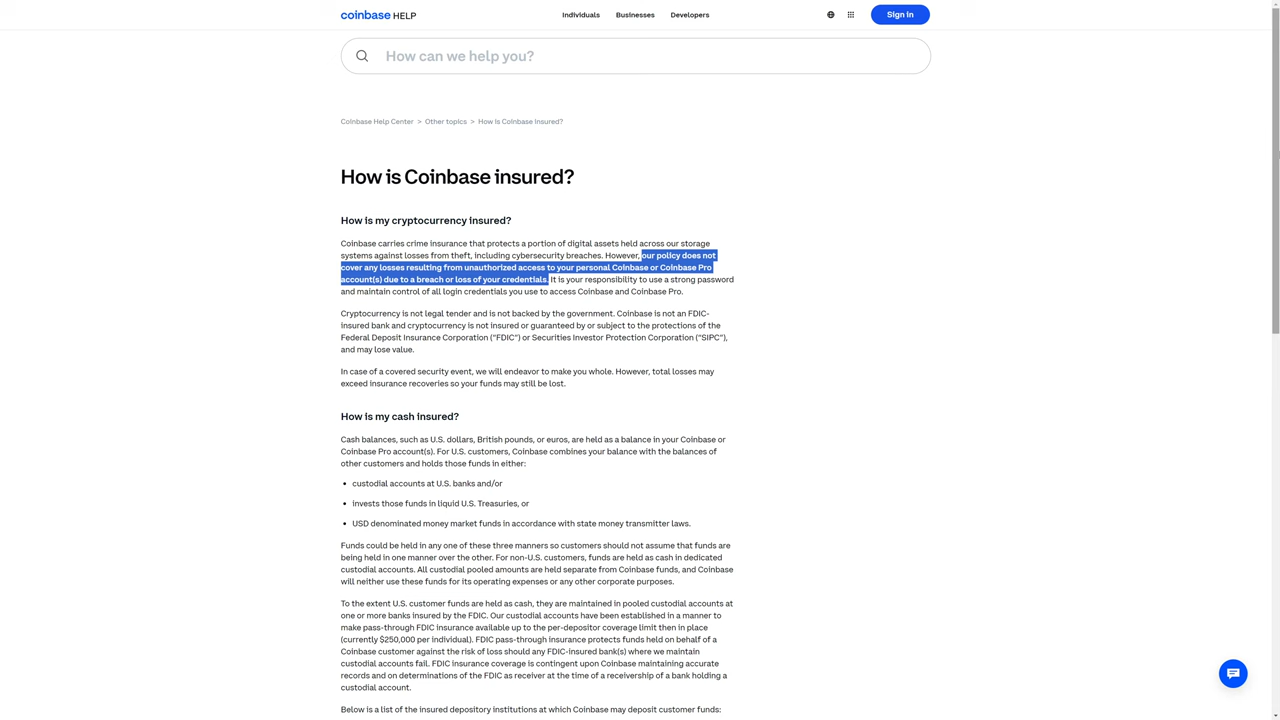 coinbase HELP
Individuals
Businesses
Developers
Sign in
How can we help you?
Coinbase Help Center > Other topics > How is Coinbase insured?
How is Coinbase insured?
How is my cryptocurrency insured?
Coinbase carries crime insurance that protects a portion of digital assets held across our storage
systems against losses from theft, including cybersecurity breaches. However, our policy does not
cover any losses resulting from unauthorized access to your personal Coinbase or Coinbase Pro
account(s) due to a breach or loss of your credentials. It is your responsibility to use a strong password
and maintain control of all login credentials you use to access Coinbase and Coinbase Pro.
Cryptocurrency is not legal tender and is not backed by the government. Coinbase is not an FDIC-
insured bank and cryptocurrency is not insured or guaranteed by or subject to the protections of the
Federal Deposit Insurance Corporation ("FDIC") or Securities Investor Protection Corporation ("SIPC"),
and may lose value.
In case of a covered security event, we will endeavor to make you whole. However, total losses may
exceed insurance recoveries so your funds may still be lost.
How is my cash insured?
Cash balances, such as U.S. dollars, British pounds, or euros, are held as a balance in your Coinbase or
Coinbase Pro account(s). For U.S. customers, Coinbase combines your balance with the balances of
other customers and holds those funds in either:
• custodial accounts at U.S. banks and/or
• invests those funds in liquid U.S. Treasuries, or
• USD denominated money market funds in accordance with state money transmitter laws.
Funds could be held in any one of these three manners so customers should not assume that funds are
being held in one manner over the other. For non-U.S. customers, funds are held as cash in dedicated
custodial accounts. All custodial pooled amounts are held separate from Coinbase funds, and Coinbase
will neither use these funds for its operating expenses or any other corporate purposes.
To the extent U.S. customer funds are held as cash, they are maintained in pooled custodial accounts at
one or more banks insured by the FDIC. Our custodial accounts have been established in a manner to
make pass-through FDIC insurance available up to the per-depositor coverage limit then in place
(currently $250,000 per individual). FDIC pass-through insurance protects funds held on behalf of a
Coinbase customer against the risk of loss should any FDIC-insured bank(s) where we maintain
custodial accounts fail. FDIC insurance coverage is contingent upon Coinbase maintaining accurate
records and on determinations of the FDIC as receiver at the time of a receivership of a bank holding a
custodial account.
Below is a list of the insured depository institutions at which Coinbase may deposit customer funds: